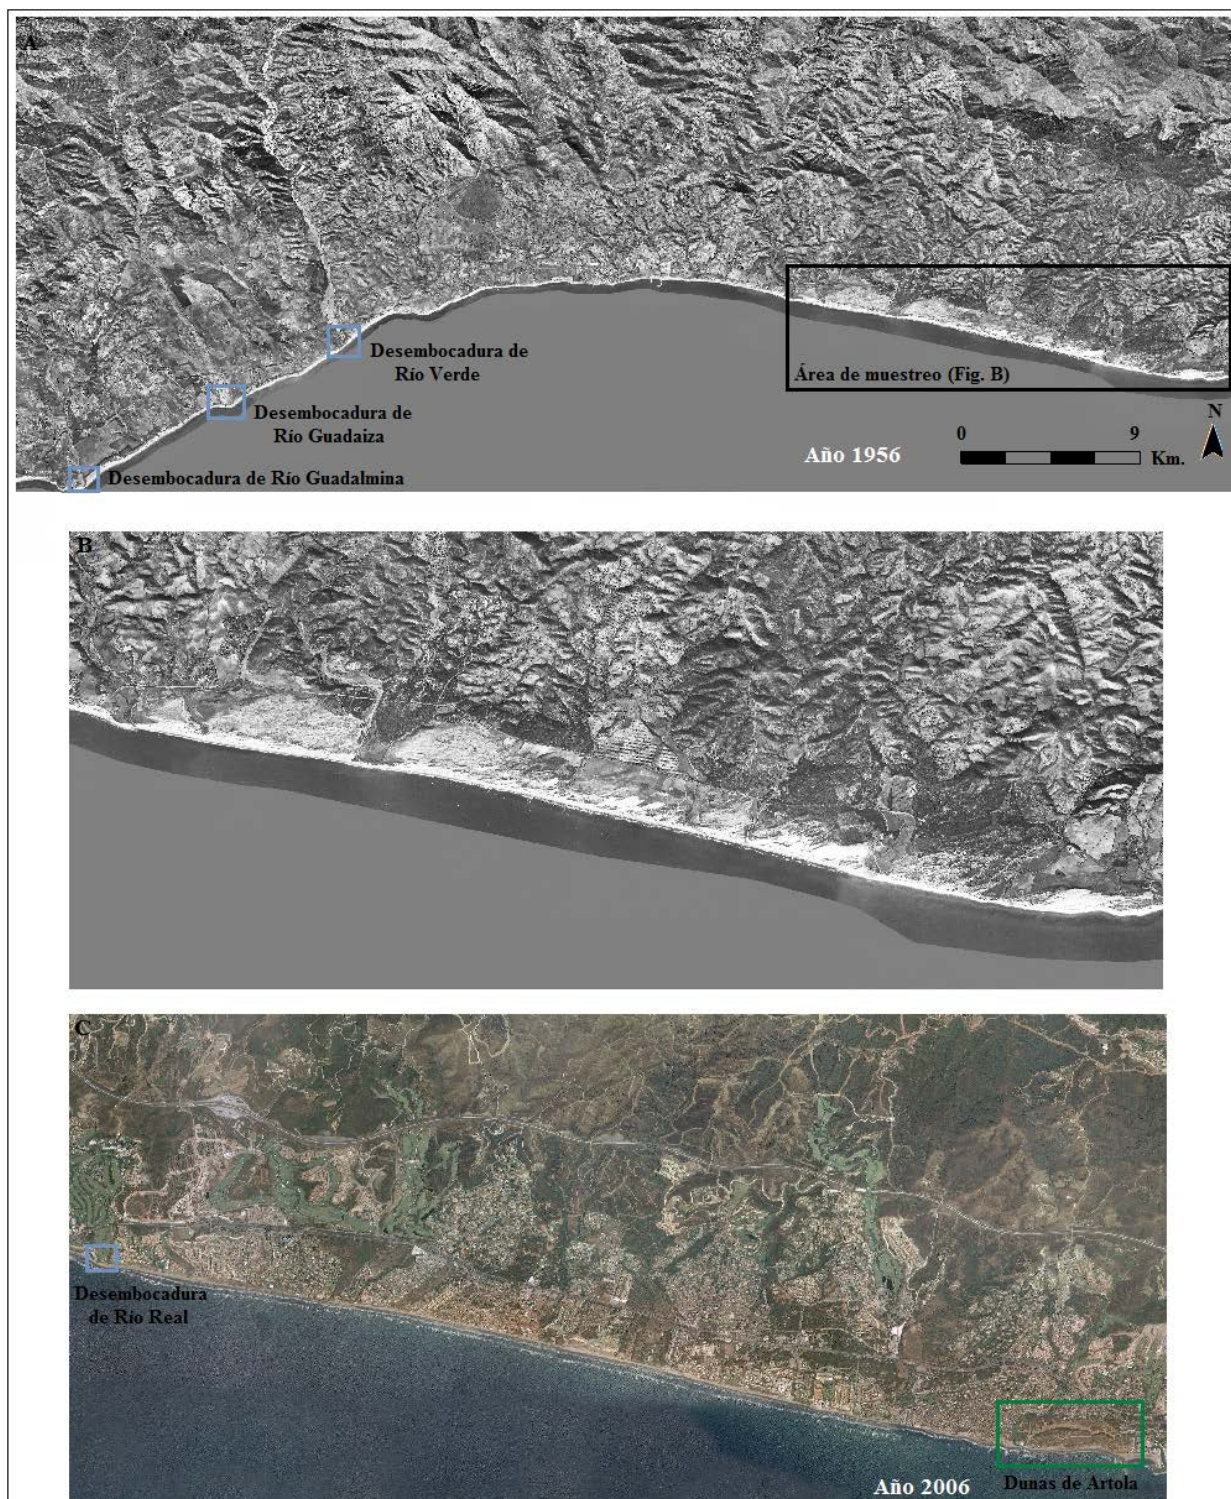 A
Desembocadura de
Río Verde
Desembocadura de
Río Guadaiza
Desembocadura de Río Guadalmina
Área de muestreo (Fig. B)
Año 1956
0 9
Km.
N
B
C
Desembocadura
de Río Real
Año 2006
Dunas de Artola